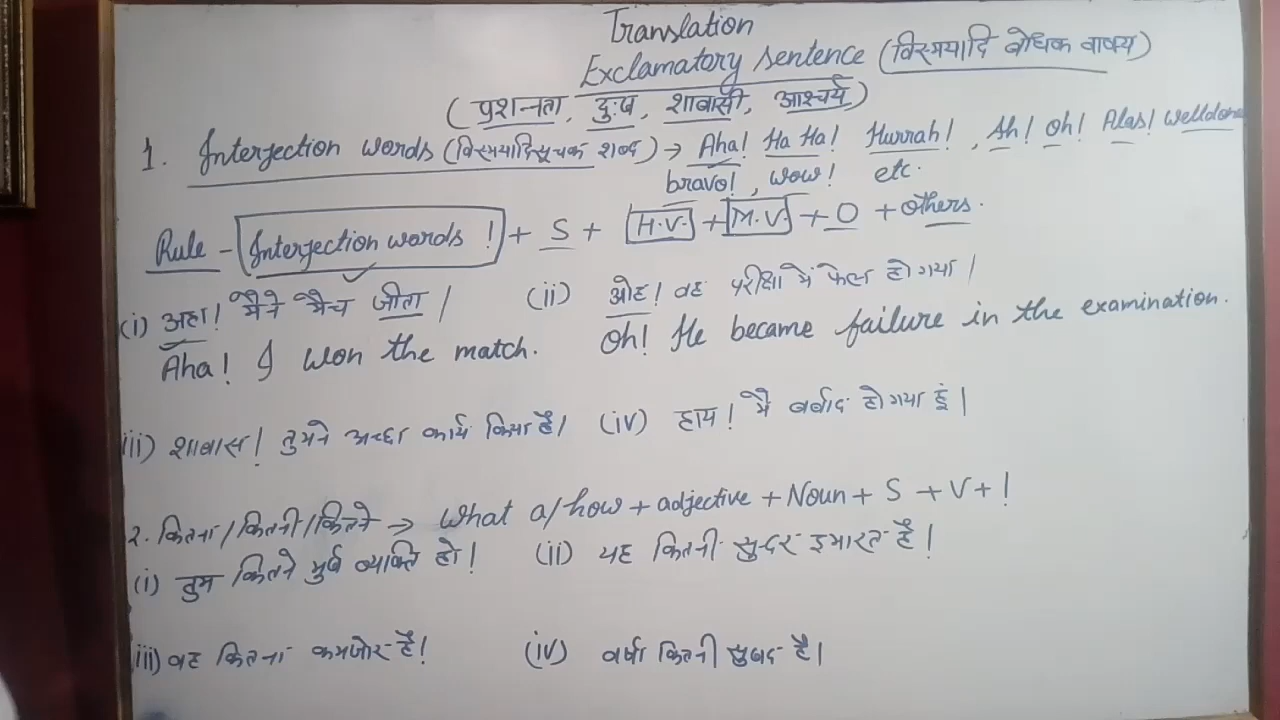 Translation
Exclamatory sentence (विस्मयादि बोधक वाक्य)
(प्रशनता, दुःख, शाबासी, आश्चर्य)
1. Interjection words (विस्मयादिसूचक शब्द) → Aha! Ha Ha! Hurrah!, Ah! Oh! Alas! Welldone
bravo!, wow! etc.
Rule - Interjection words ! + S + H.V. + M.V. + O + others.
(i) अहा! मैने मैच जीता। (ii) ओह! वह परीक्षा में फेल हो गया।
Aha! I won the match. Oh! He became failure in the examination.
iii) शाबास! तुमने अच्छा कार्य किया है। (iv) हाय! मै बर्बाद हो गया हूं।
2. कितना/कितनी/कितने → What a/how + adjective + Noun + S + V + !
(i) तुम कितने मुर्ख व्यक्ति हो! (ii) यह कितनी सुन्दर इमारत है!
iii) वह कितना कमजोर है! (iv) वर्षा कितनी सुखद है।